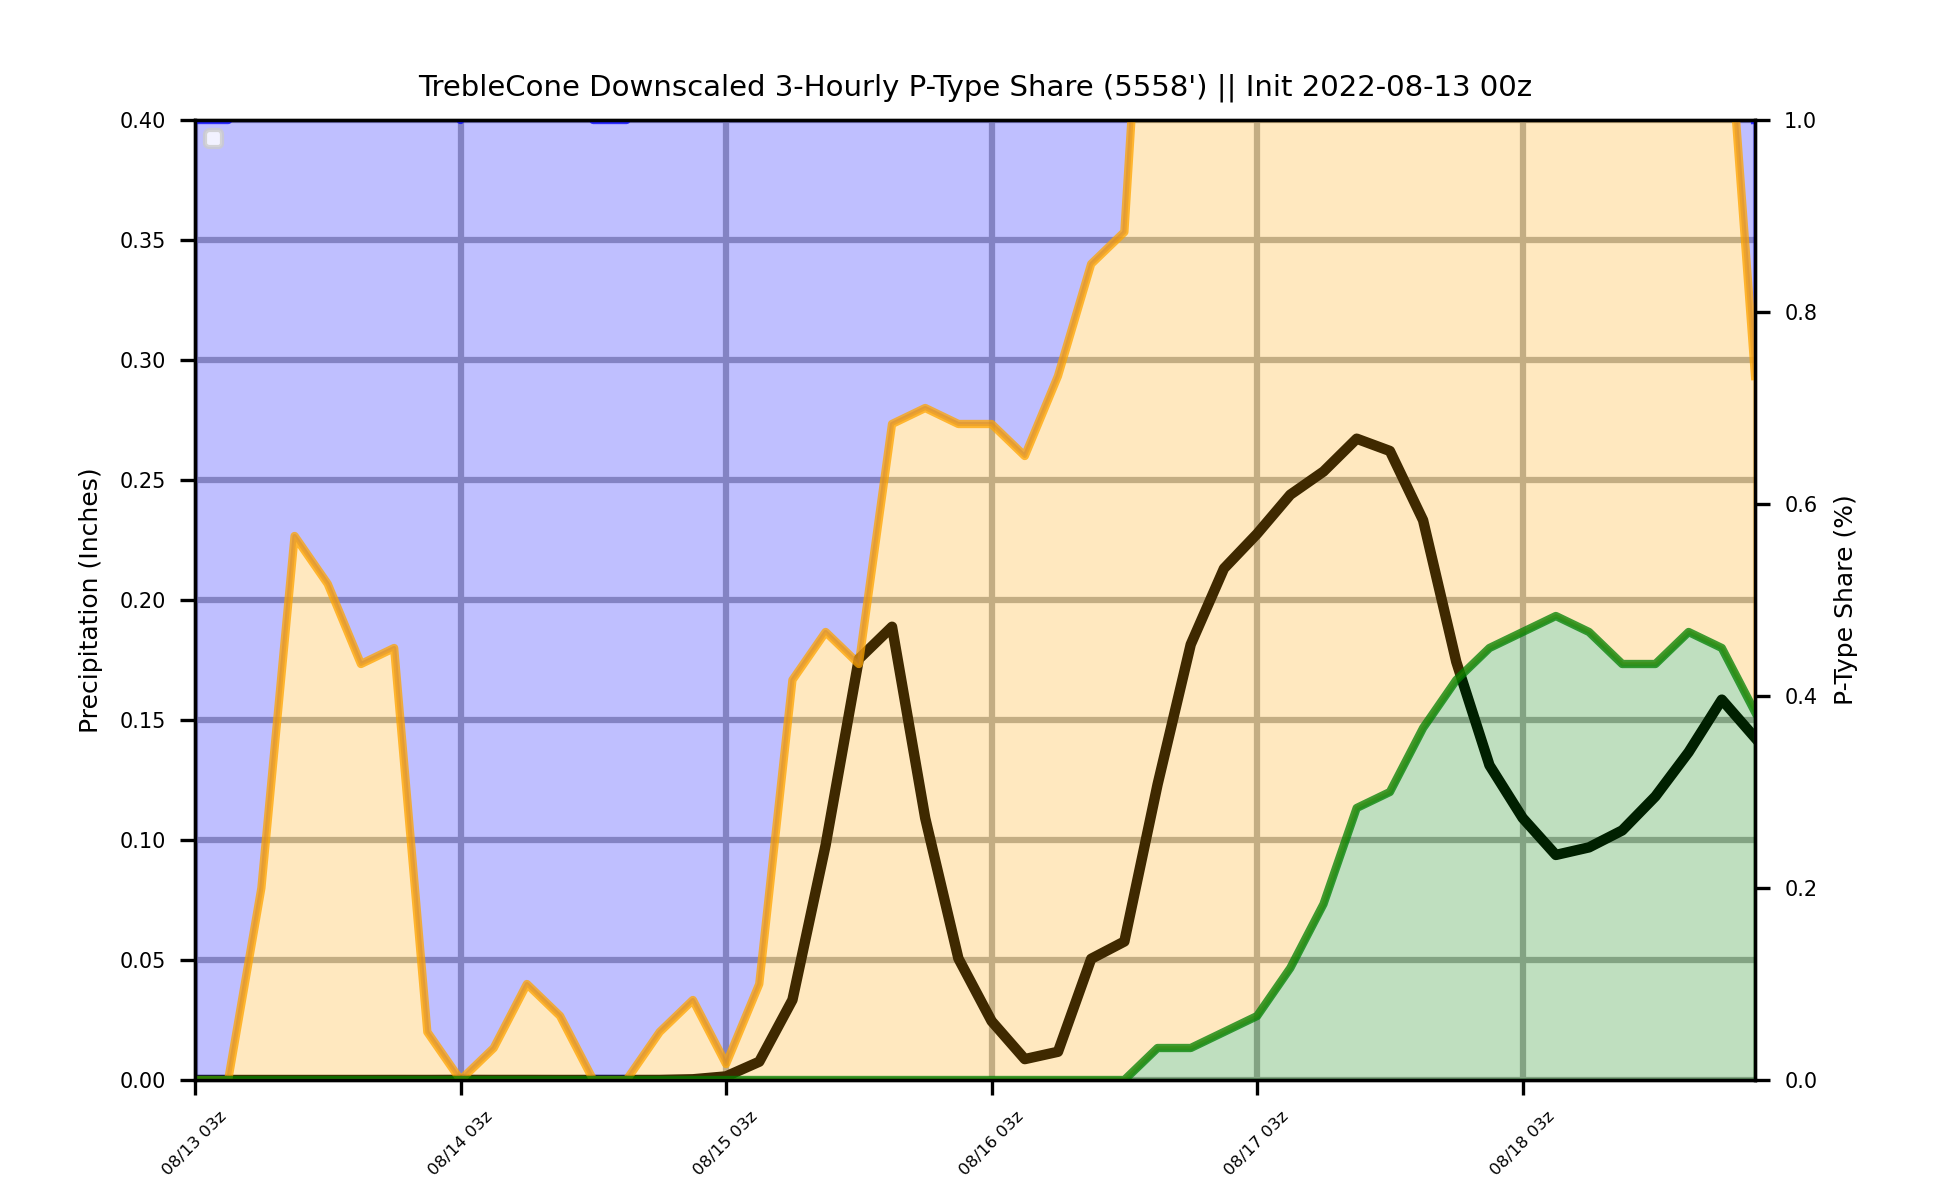 TrebleCone Downscaled 3-Hourly P-Type Share (5558') || Init 2022-08-13 00z
Precipitation (Inches)
0.40
0.35
0.30
0.25
0.20
0.15
0.10
0.05
0.00
1.0
0.8
0.6
0.4
0.2
0.0
P-Type Share (%)
08/13 03z
08/14 03z
08/15 03z
08/16 03z
08/17 03z
08/18 03z